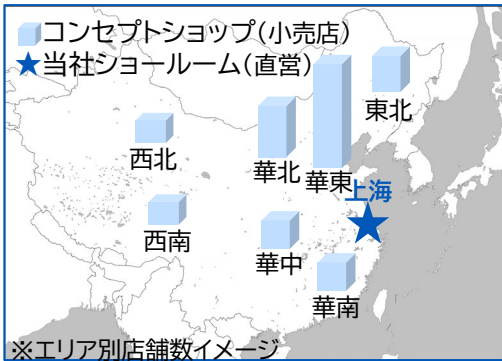 コンセプトショップ(小売店)
★当社ショールーム(直営)
東北
西北
華北
華東
上海
西南
華中
華南
※エリア別店舗数イメージ